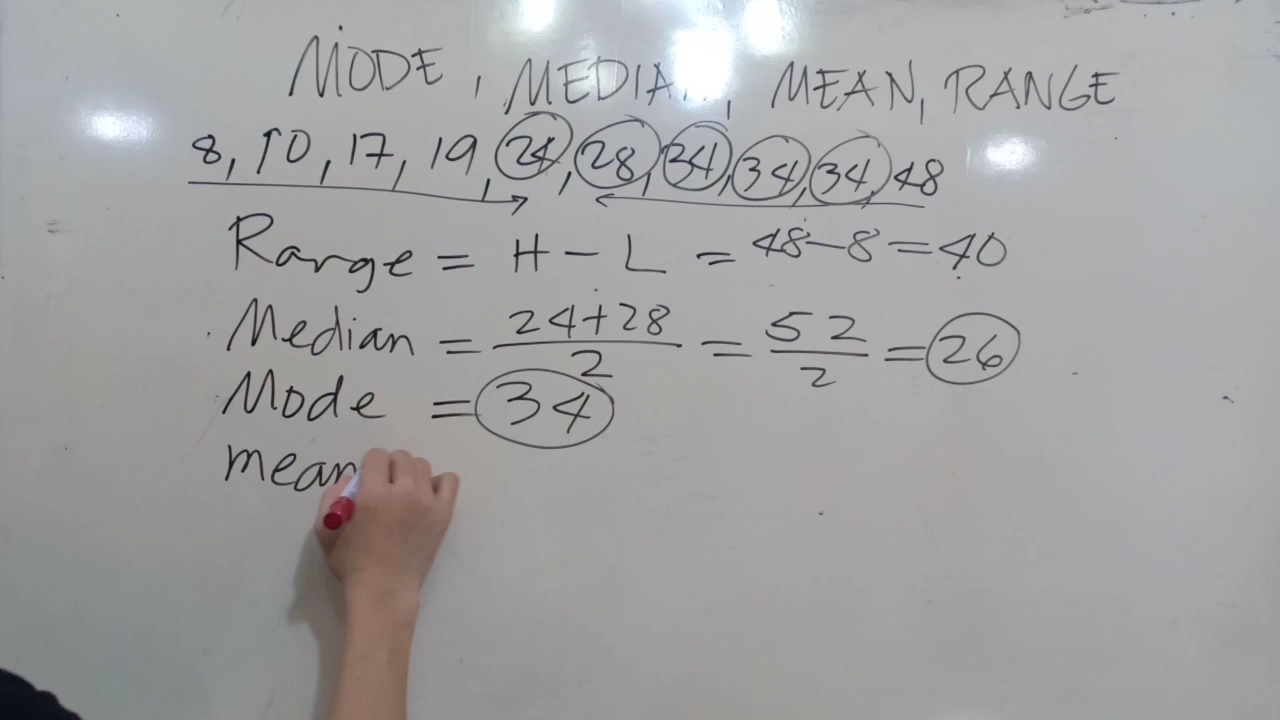 MODE, MEDIAN, MEAN, RANGE
8, 10, 17, 19, 24, 28, 34, 34, 34, 48
Range = H - L = 48-8=40
Median = 24+28/2 = 52/2 = 26
Mode = 34
mean